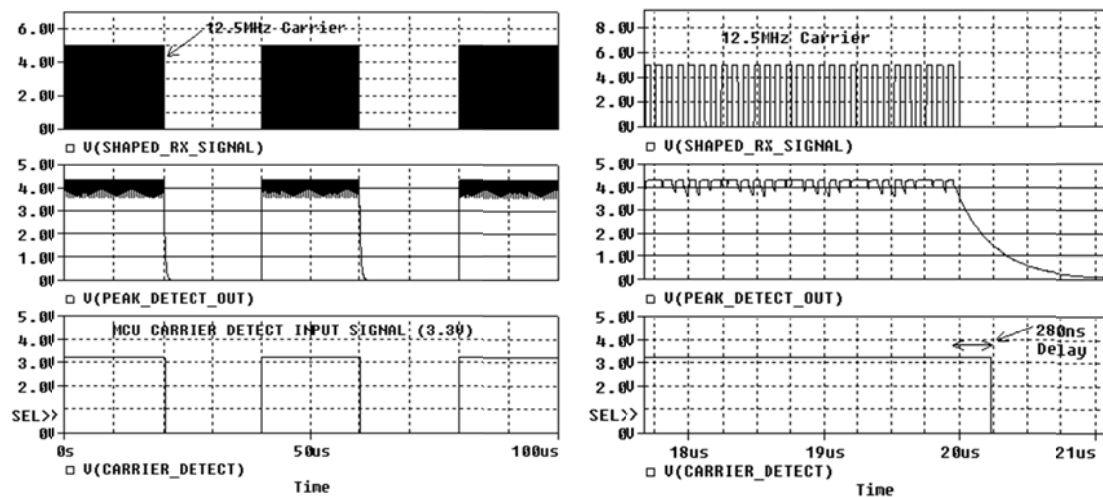 6.0V
12.5MHz Carrier
4.0V
2.0V
0V
V(SHAPED_RX_SIGNAL)
5.0V
4.0V
3.0V
2.0V
1.0V
0V
V(PEAK_DETECT_OUT)
5.0V
MCU CARRIER DETECT INPUT SIGNAL (3.3V)
4.0V
3.0V
2.0V
SEL>>
0V
0s 50us 100us
V(CARRIER_DETECT)
Time
8.0V
12.5MHz Carrier
6.0V
4.0V
2.0V
0V
V(SHAPED_RX_SIGNAL)
5.0V
4.0V
3.0V
2.0V
1.0V
0V
V(PEAK_DETECT_OUT)
5.0V
280ns
4.0V
Delay
3.0V
2.0V
SEL>>
0V
18us 19us 20us 21us
V(CARRIER_DETECT)
Time